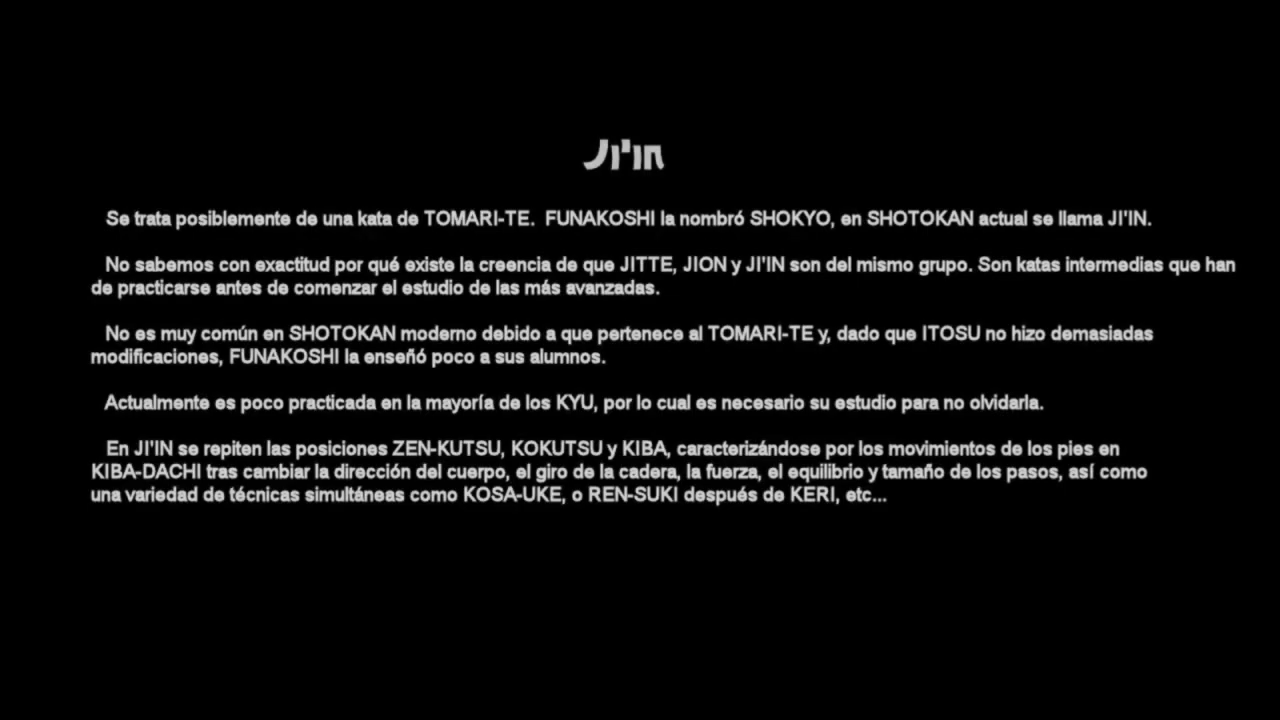 Ji'in
Se trata posiblemente de una kata de TOMARI-TE. FUNAKOSHI la nombró SHOKYO, en SHOTOKAN actual se llama JI'IN.
No sabemos con exactitud por qué existe la creencia de que JITTE, JION y JI'IN son del mismo grupo. Son katas intermedias que han
de practicarse antes de comenzar el estudio de las más avanzadas.
No es muy común en SHOTOKAN moderno debido a que pertenece al TOMARI-TE y, dado que ITOSU no hizo demasiadas
modificaciones, FUNAKOSHI la enseñó poco a sus alumnos.
Actualmente es poco practicada en la mayoría de los KYU, por lo cual es necesario su estudio para no olvidarla.
En JI'IN se repiten las posiciones ZEN-KUTSU, KOKUTSU y KIBA, caracterizándose por los movimientos de los pies en
KIBA-DACHI tras cambiar la dirección del cuerpo, el giro de la cadera, la fuerza, el equilibrio y tamaño de los pasos, así como
una variedad de técnicas simultáneas como KOSA-UKE, o REN-SUKI después de KERI, etc...